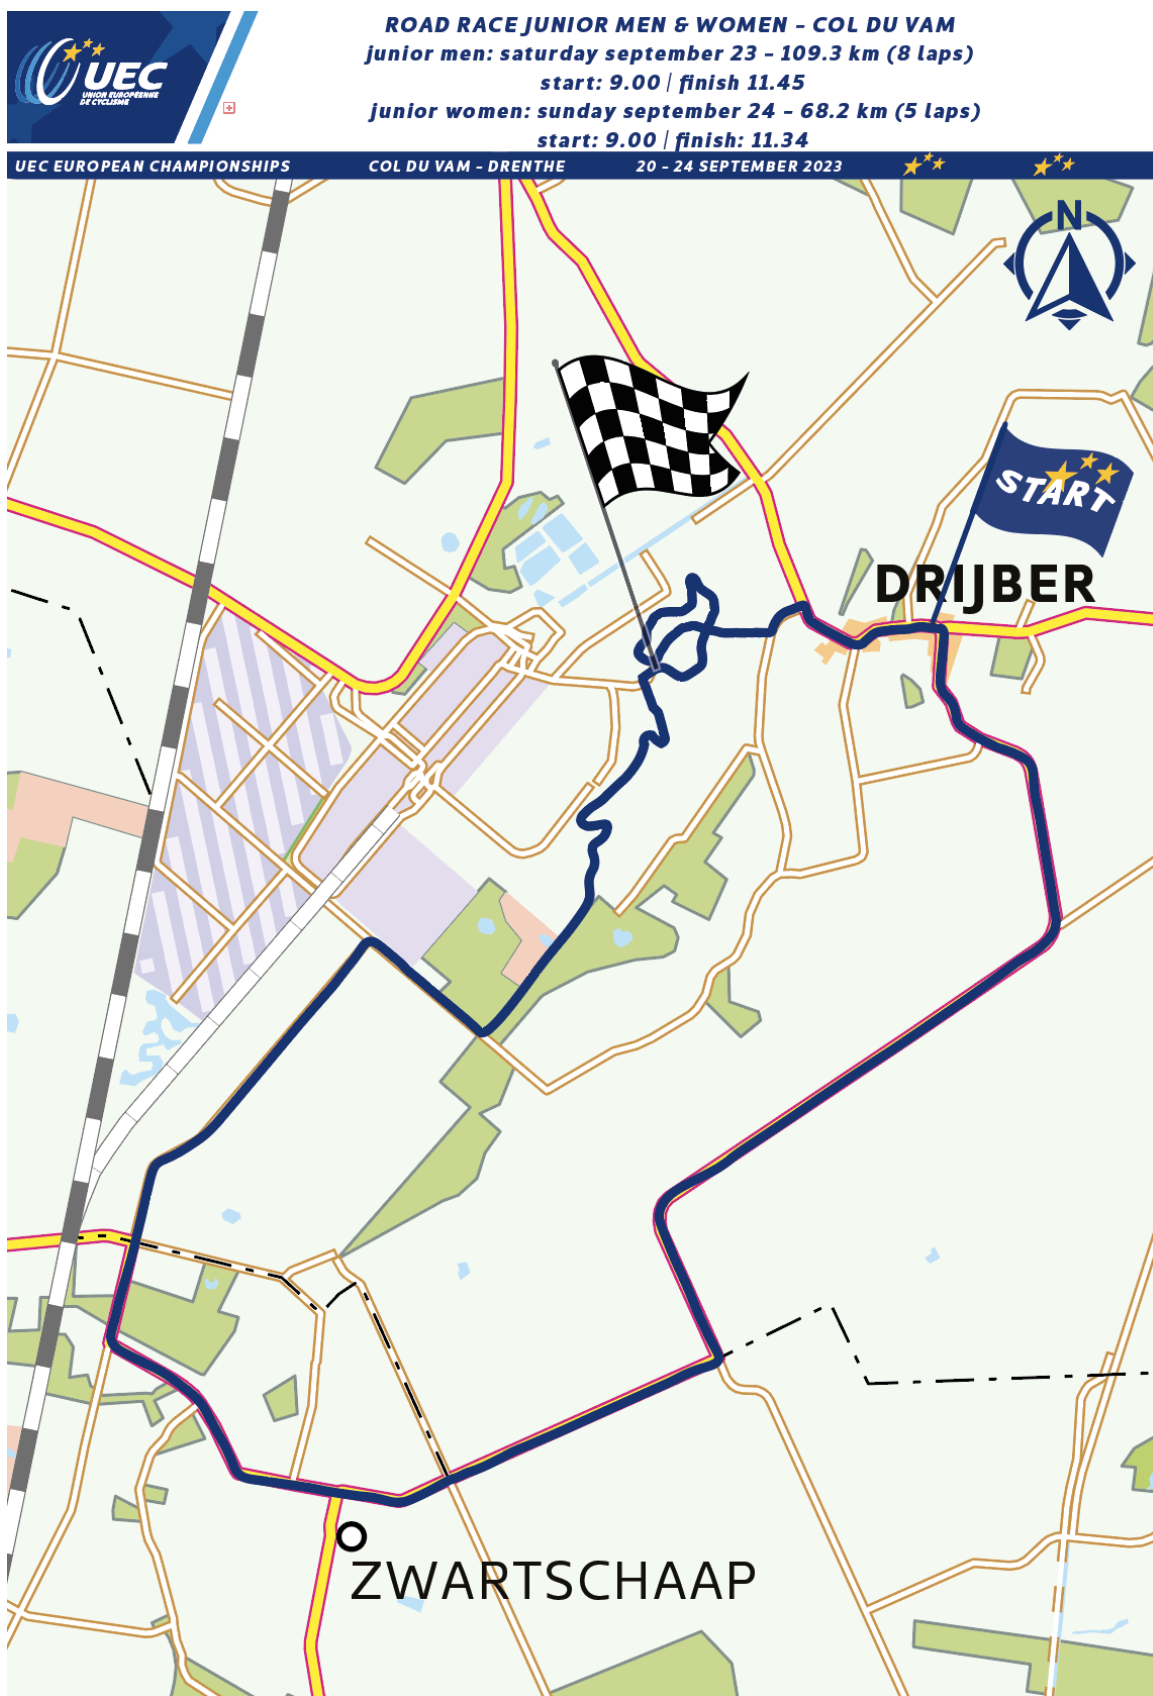 ROAD RACE JUNIOR MEN & WOMEN – COL DU VAM
junior men: saturday september 23 – 109.3 km (8 laps)
start: 9.00 | finish 11.45
junior women: sunday september 24 – 68.2 km (5 laps)
start: 9.00 | finish: 11.34
UEC
UNION EUROPÉENNE
DE CYCLISME
UEC EUROPEAN CHAMPIONSHIPS COL DU VAM – DRENTHE 20 – 24 SEPTEMBER 2023
N
START
DRIJBER
ZWARTSCHAAP